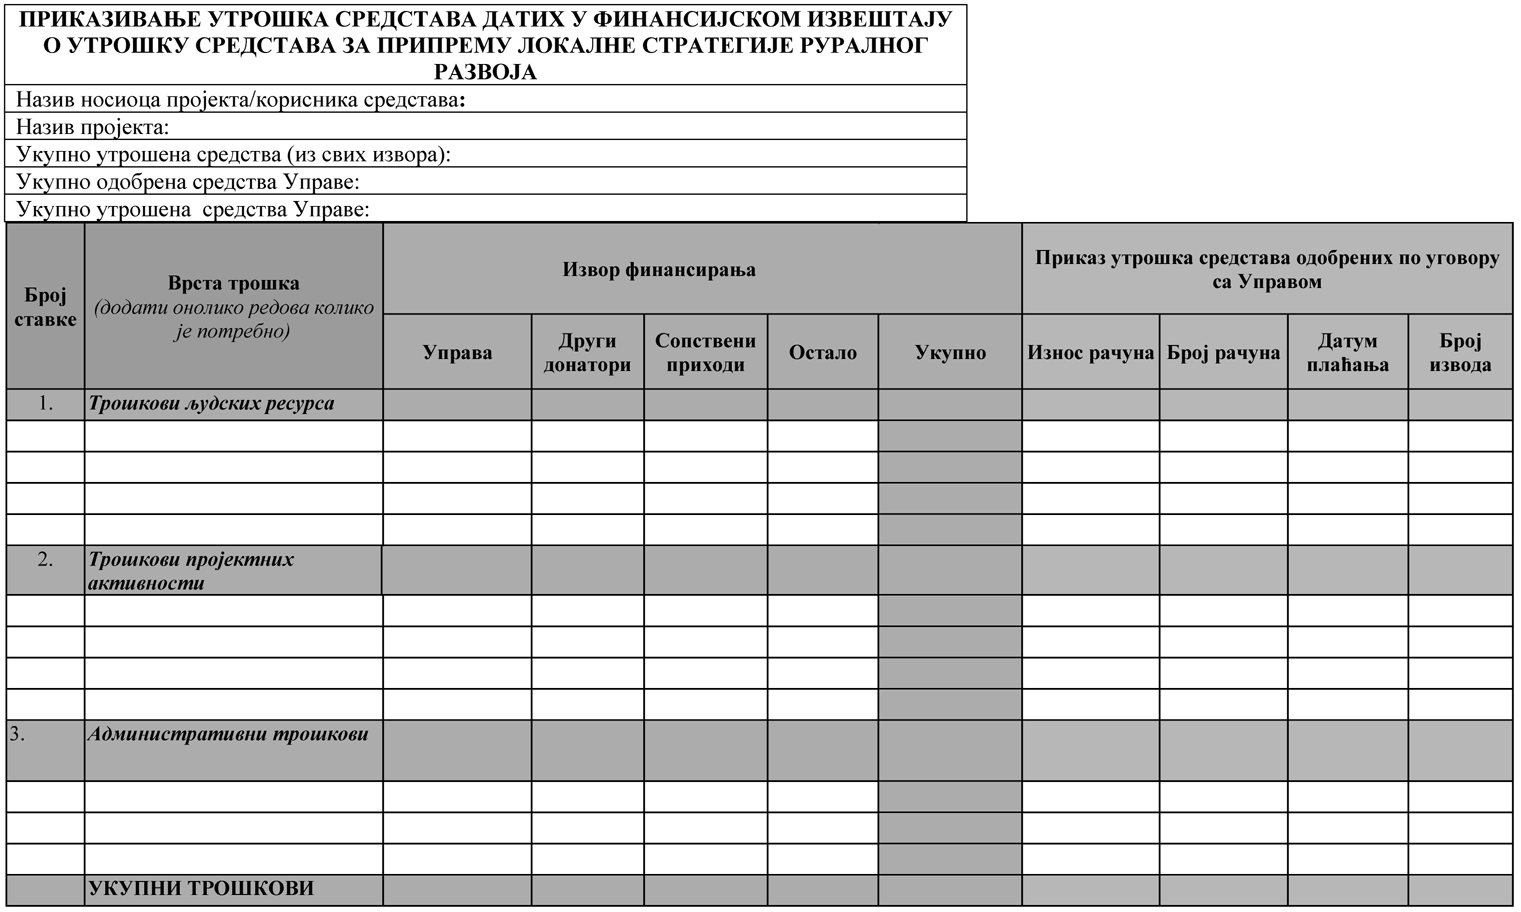 ПРИКАЗИВАЊЕ УТРОШКА СРЕДСТАВА ДАТИХ У ФИНАНСИЈСКОМ ИЗВЕШТАЈУ
О УТРОШКУ СРЕДСТАВА ЗА ПРИПРЕМУ ЛОКАЛНЕ СТРАТЕГИЈЕ РУРАЛНОГ
РАЗВОЈА
Назив носиоца пројекта/корисника средстава:
Назив пројекта:
Укупно утрошена средства (из свих извора):
Укупно одобрена средства Управе:
Укупно утрошена средства Управе:
Број
ставке
Врста трошка
(додати онолико редова колико
је потребно)
Извор финансирања
Приказ утрошка средстава одобрених по уговору
са Управом
Управа
Други
донатори
Сопствени
приходи
Остало
Укупно
Износ рачуна
Број рачуна
Датум
плаћања
Број
извода
1. Трошкови људских ресурса
2. Трошкови пројектних
активности
3. Административни трошкови
УКУПНИ ТРОШКОВИ